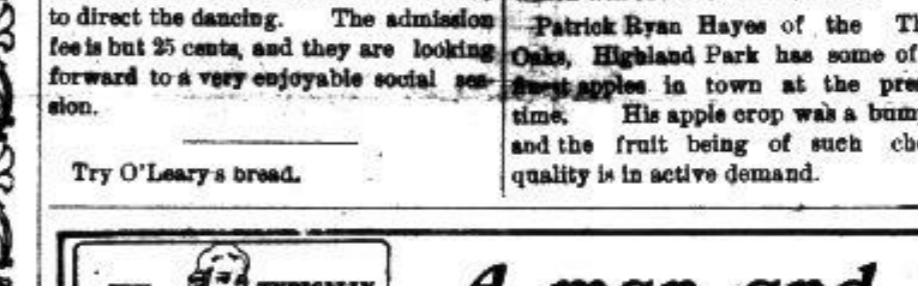 to direct the dancing. The admission
fee is but 25 cents, and they are looking
forward to a very enjoyable social ses-
sion.
Try O'Leary's bread.
Patrick Ryan Hayes of the
Oaks, Highland Park has some of
finest apples in town at the
time. His apple crop was a
and the fruit being of such
quality is in active demand.
A man and